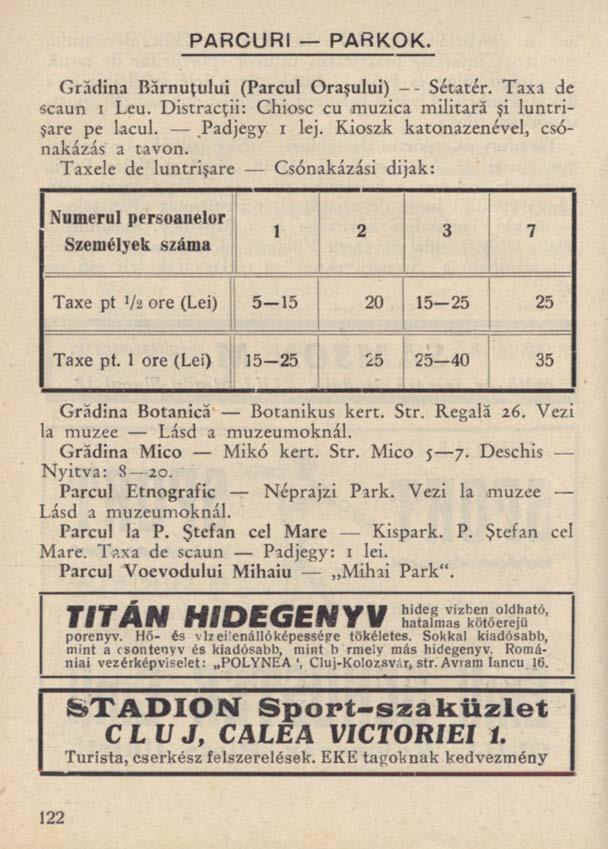 PARCURI — PARKOK.
Grădina Bărnuţului (Parcul Oraşului) -- Sétatér. Taxa de
scaun 1 Leu. Distracţii: Chiosc cu muzica militară şi luntri-
şare pe lacul. — Padjegy 1 lej. Kioszk katonazenével, csó-
nakázás a tavon.
Taxele de luntrişare — Csónakázási dijak:
Numerul persoanelor
Személyek száma 1 2 3 7
Taxe pt 1/2 ore (Lei) 5—15 20 15—25 25
Taxe pt. 1 ore (Lei) 15—25 25 25—40 35
Grădina Botanică — Botanikus kert. Str. Regală 26. Vezi
la muzee — Lásd a muzeumoknál.
Grădina Mico — Mikó kert. Str. Mico 5—7. Deschis —
Nyitva: 8—20.
Parcul Etnografic — Néprajzi Park. Vezi la muzee —
Lásd a muzeumoknál.
Parcul la P. Ştefan cel Mare — Kispark. P. Ştefan cel
Mare. Taxa de scaun — Padjegy: 1 lei.
Parcul Voevodului Mihaiu — „Mihai Park“.
TITÁN HIDEGENYV hideg vizben oldható,
hatalmas kötőerejü
porenyv. Hő- és vizellenállóképessége tökéletes. Sokkal kiadósabb,
mint a csontenyv és kiadósabb, mint b rmely más hidegenyv. Romá-
niai vezérképviselet: „POLYNEA ‘, Cluj-Kolozsvár, str. Avram Iancu 16.
STADION Sport-szaküzlet
CLUJ, CALEA VICTORIEI 1.
Turista, cserkész felszerelések. EKE tagoknak kedvezmény
122